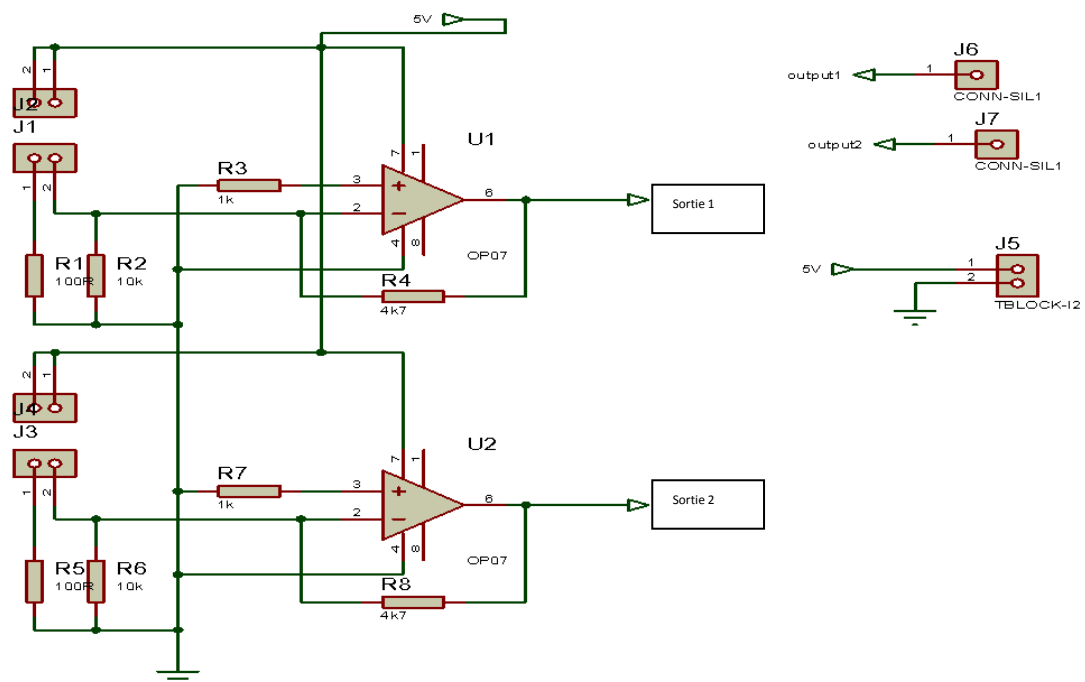 5V
2 1
J2
J1
1 2
R1
100R
R2
10k
R3
1k
3
2
7
1
4
8
6
U1
OP07
R4
4k7
Sortie 1
2 1
J4
J3
1 2
R5
100R
R6
10k
R7
1k
3
2
7
1
4
8
6
U2
OP07
R8
4k7
Sortie 2
output1
1
J6
CONN-SIL1
output2
1
J7
CONN-SIL1
5V
1
2
J5
TBLOCK-I2